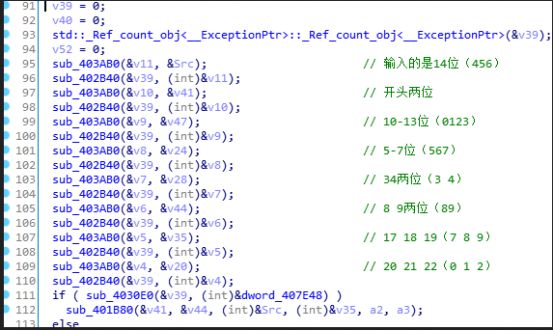 91 v39 = 0;
92 v40 = 0;
93 std::_Ref_count_obj<__ExceptionPtr>::_Ref_count_obj<__ExceptionPtr>(&v39);
94 v52 = 0;
95 sub_403AB0(&v11, &Src); // 输入的是14位（456）
96 sub_402B40(&v39, (int)&v11);
97 sub_403AB0(&v10, &v41); // 开头两位
98 sub_402B40(&v39, (int)&v10);
99 sub_403AB0(&v9, &v47); // 10-13位（0123）
100 sub_402B40(&v39, (int)&v9);
101 sub_403AB0(&v8, &v24); // 5-7位（567）
102 sub_402B40(&v39, (int)&v8);
103 sub_403AB0(&v7, &v28); // 34两位（3 4）
104 sub_402B40(&v39, (int)&v7);
105 sub_403AB0(&v6, &v44); // 8 9两位（89）
106 sub_402B40(&v39, (int)&v6);
107 sub_403AB0(&v5, &v35); // 17 18 19（7 8 9）
108 sub_402B40(&v39, (int)&v5);
109 sub_403AB0(&v4, &v20); // 20 21 22（0 1 2）
110 sub_402B40(&v39, (int)&v4);
111 if ( sub_4030E0(&v39, (int)&dword_407E48) )
112 sub_401B80(&v41, &v44, (int)&Src, (int)&v35, a2, a3);
113 else